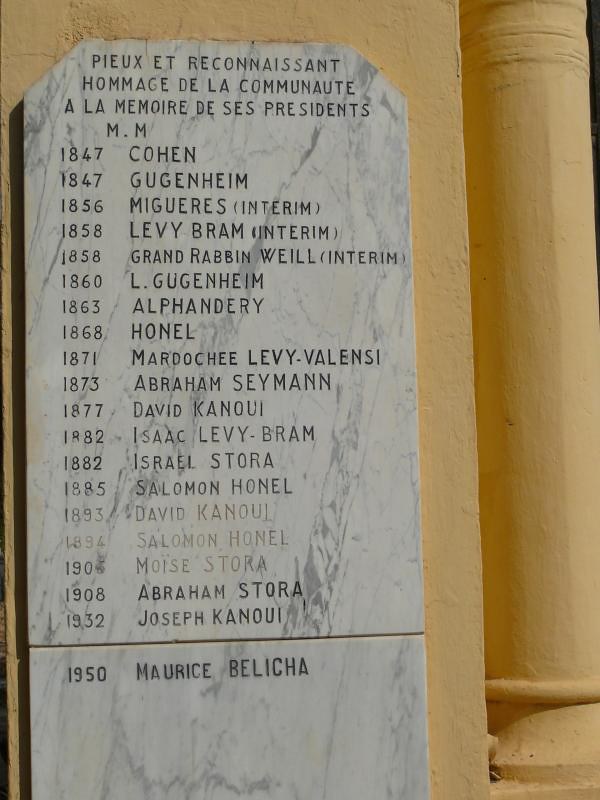 PIEUX ET RECONNAISSANT
HOMMAGE DE LA COMMUNAUTE
A LA MEMOIRE DE SES PRESIDENTS
M. M
1847 COHEN
1847 GUGENHEIM
1856 MIGUERES (INTERIM)
1858 LEVY BRAM (INTERIM)
1858 GRAND RABBIN WEILL (INTERIM)
1860 L. GUGENHEIM
1863 ALPHANDERY
1868 HONEL
1871 MARDOCHEE LEVY-VALENSI
1873 ABRAHAM SEYMANN
1877 DAVID KANOUI
1882 ISAAC LEVY-BRAM
1882 ISRAEL STORA
1885 SALOMON HONEL
1893 DAVID KANOUI
1894 SALOMON HONEL
MOÏSE STORA
1908 ABRAHAM STORA
1932 JOSEPH KANOUI
1950 MAURICE BELICHA